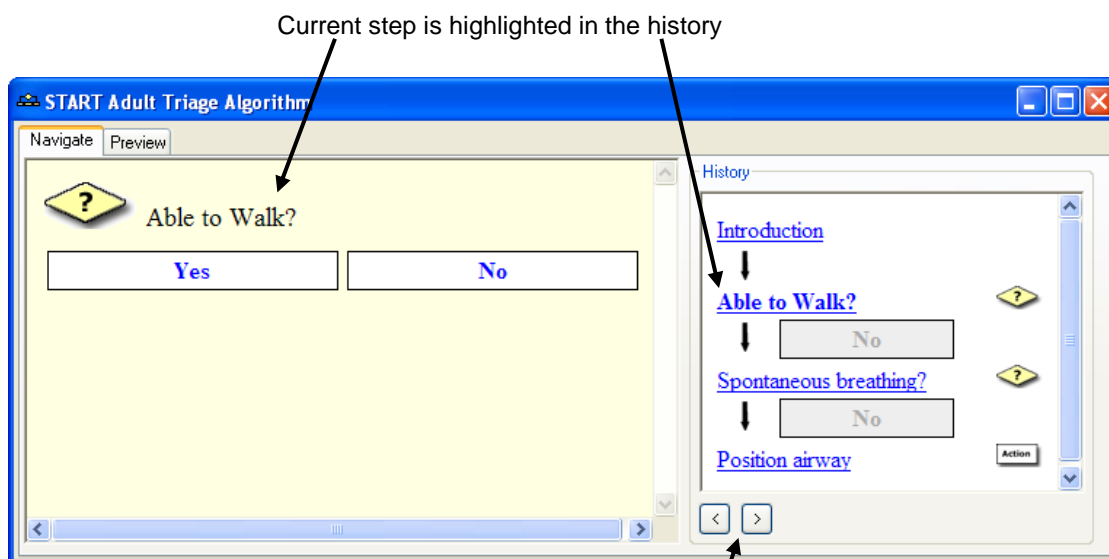 Current step is highlighted in the history
START Adult Triage Algorithm
Navigate Preview
? Able to Walk?
Yes No
History
Introduction
Able to Walk? ?
No
Spontaneous breathing? ?
No
Position airway Action